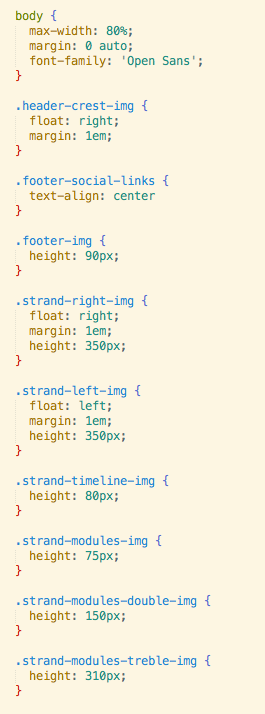 body {
  max-width: 80%;
  margin: 0 auto;
  font-family: 'Open Sans';
}

.header-crest-img {
  float: right;
  margin: 1em;
}

.footer-social-links {
  text-align: center
}

.footer-img {
  height: 90px;
}

.strand-right-img {
  float: right;
  margin: 1em;
  height: 350px;
}

.strand-left-img {
  float: left;
  margin: 1em;
  height: 350px;
}

.strand-timeline-img {
  height: 80px;
}

.strand-modules-img {
  height: 75px;
}

.strand-modules-double-img {
  height: 150px;
}

.strand-modules-treble-img {
  height: 310px;
}